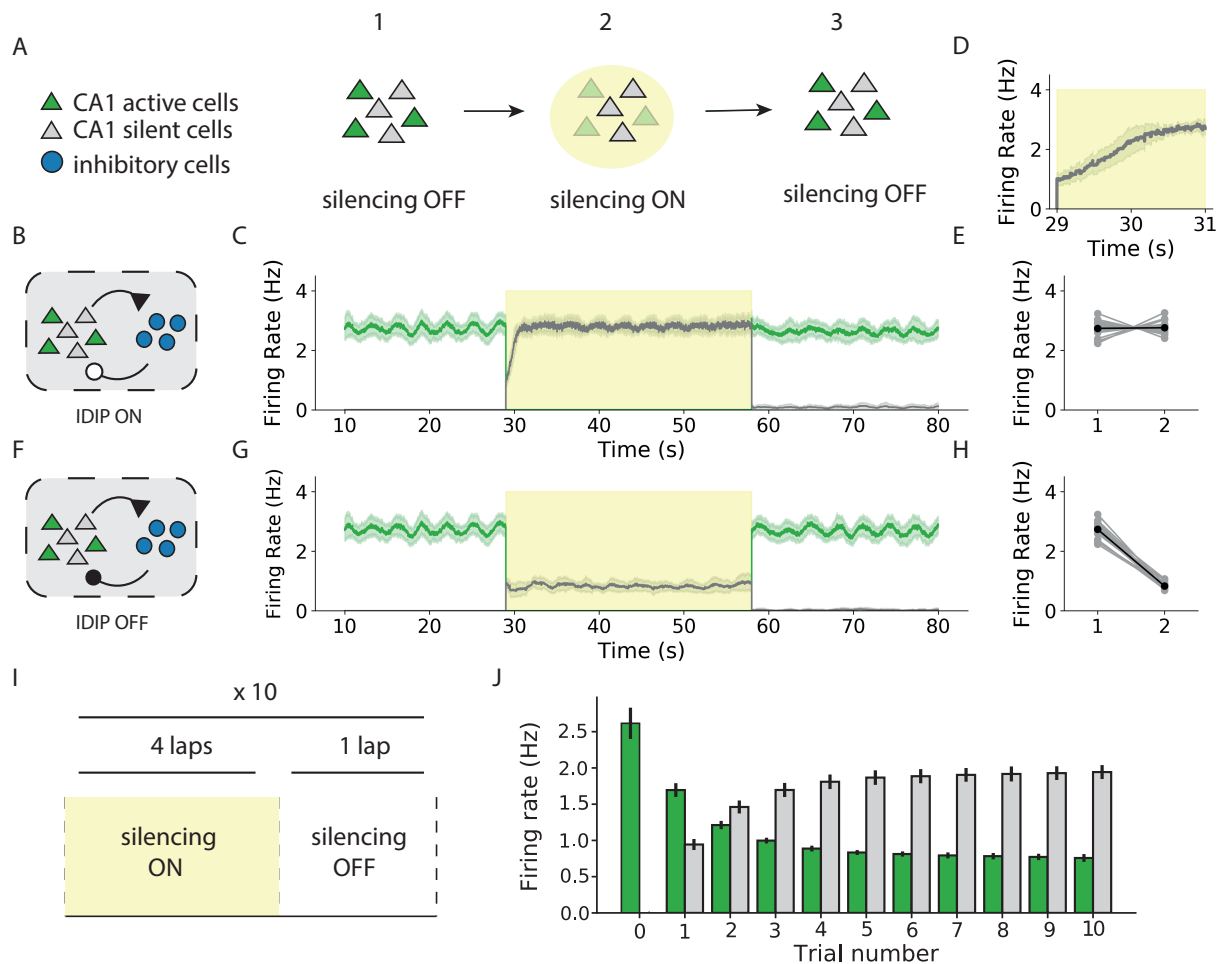 1
2
3
A
CA1 active cells
CA1 silent cells
inhibitory cells
silencing OFF
silencing ON
silencing OFF
D
Firing Rate (Hz)
4
2
0
29
30
31
Time (s)
B
IDIP ON
C
Firing Rate (Hz)
4
2
0
10 20 30 40 50 60 70 80
Time (s)
E
Firing Rate (Hz)
4
2
0
1 2
F
IDIP OFF
G
Firing Rate (Hz)
4
2
0
10 20 30 40 50 60 70 80
Time (s)
H
Firing Rate (Hz)
4
2
0
1 2
I
x 10
4 laps
1 lap
silencing
ON
silencing
OFF
J
Firing rate (Hz)
2.5
2.0
1.5
1.0
0.5
0.0
0 1 2 3 4 5 6 7 8 9 10
Trial number